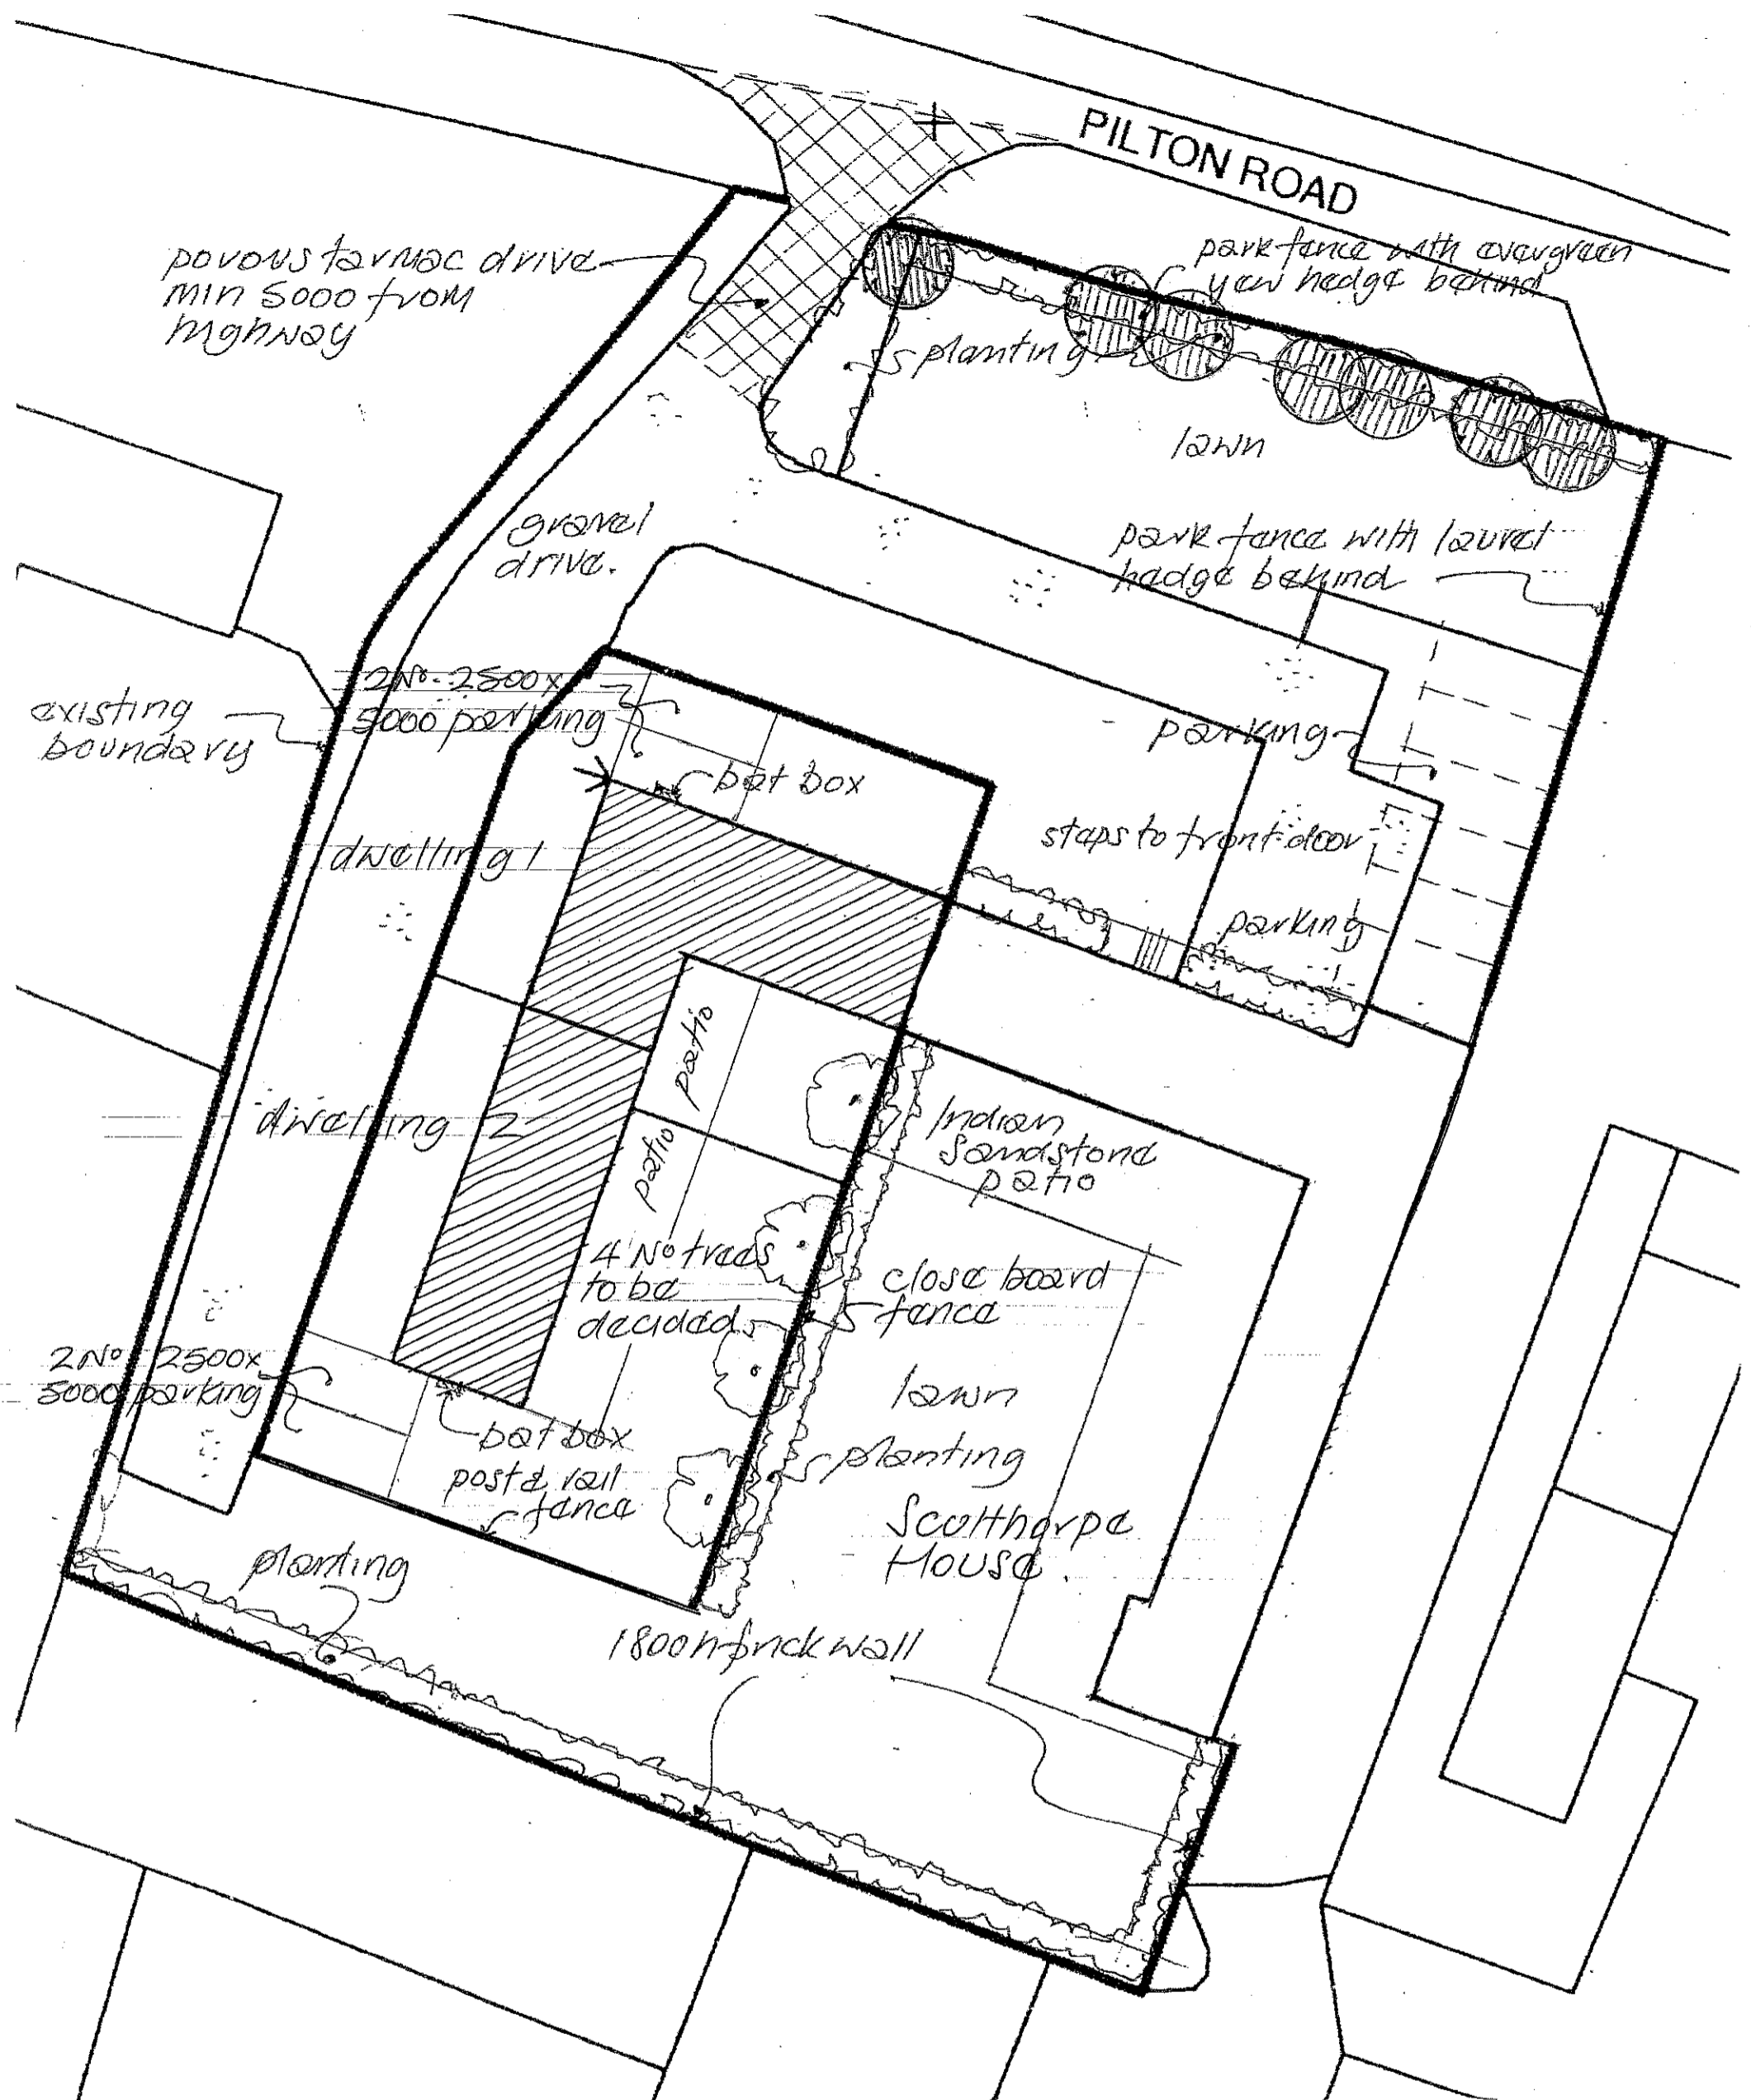 PILTON ROAD
porous tarmac drive
min 5000 from
highway
park fence with evergreen
yew hedge behind
planting
lawn
gravel
drive.
park fence with laurel
hedge behind
2No. 2500x
5000 parking
existing
boundary
parking
bat box
steps to front door
dwelling 1
parking
patio
Indian
Sandstone
patio
dwelling 2
patio
4 No trees
to be
decided
close board
fence
2No. 2500x
5000 parking
lawn
bat box
planting
post & rail
fence
Scolthorpe
House.
planting
1800h brick wall